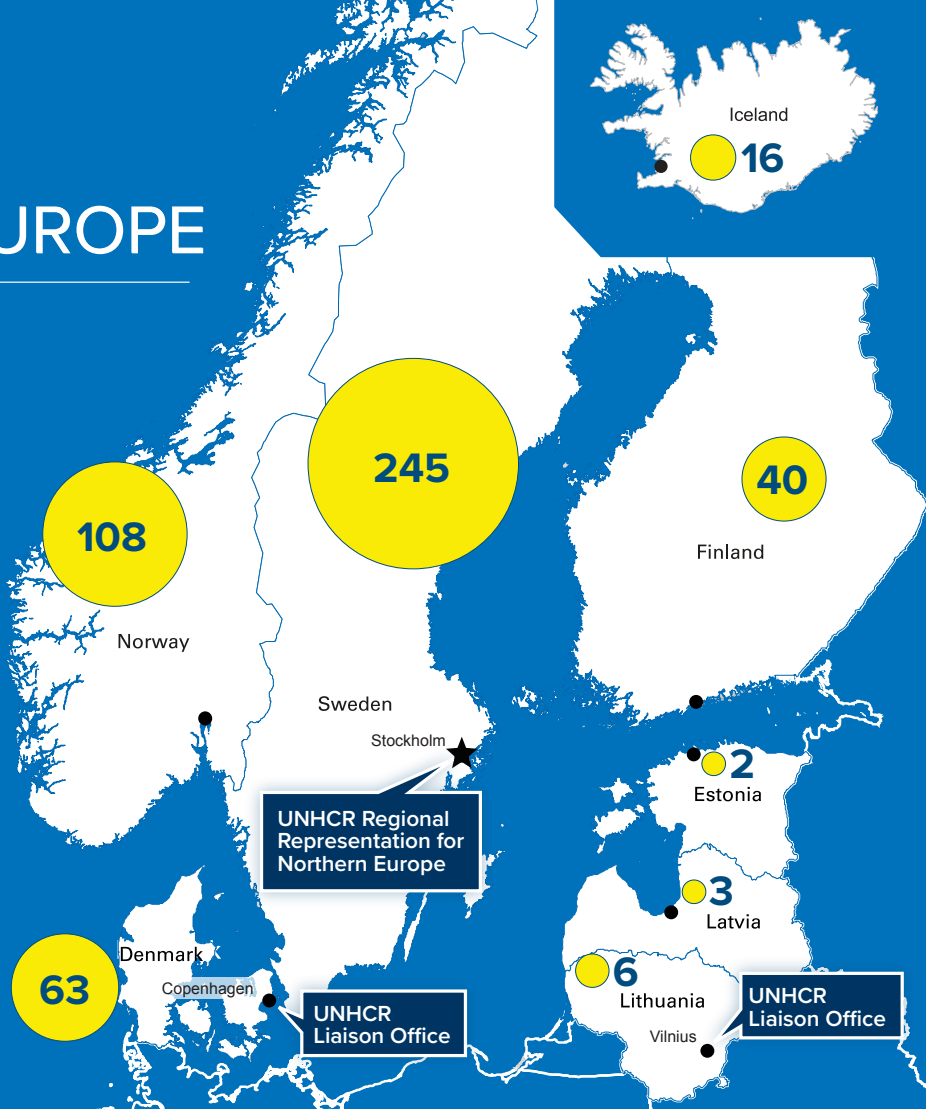 Iceland
16
UROPE
245
40
108
Finland
Norway
Sweden
Stockholm
2
Estonia
UNHCR Regional
Representation for
Northern Europe
3
Latvia
Denmark
63
Copenhagen
6
Lithuania
UNHCR
Liaison Office
UNHCR
Liaison Office
Vilnius